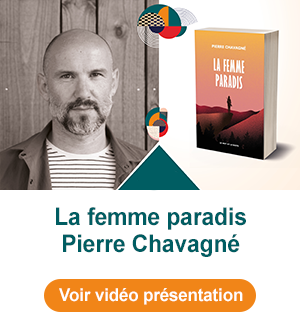 PIERRE CHAVAGNÉ
LA FEMME
PARADIS
La femme paradis
Pierre Chavagné
Voir vidéo présentation